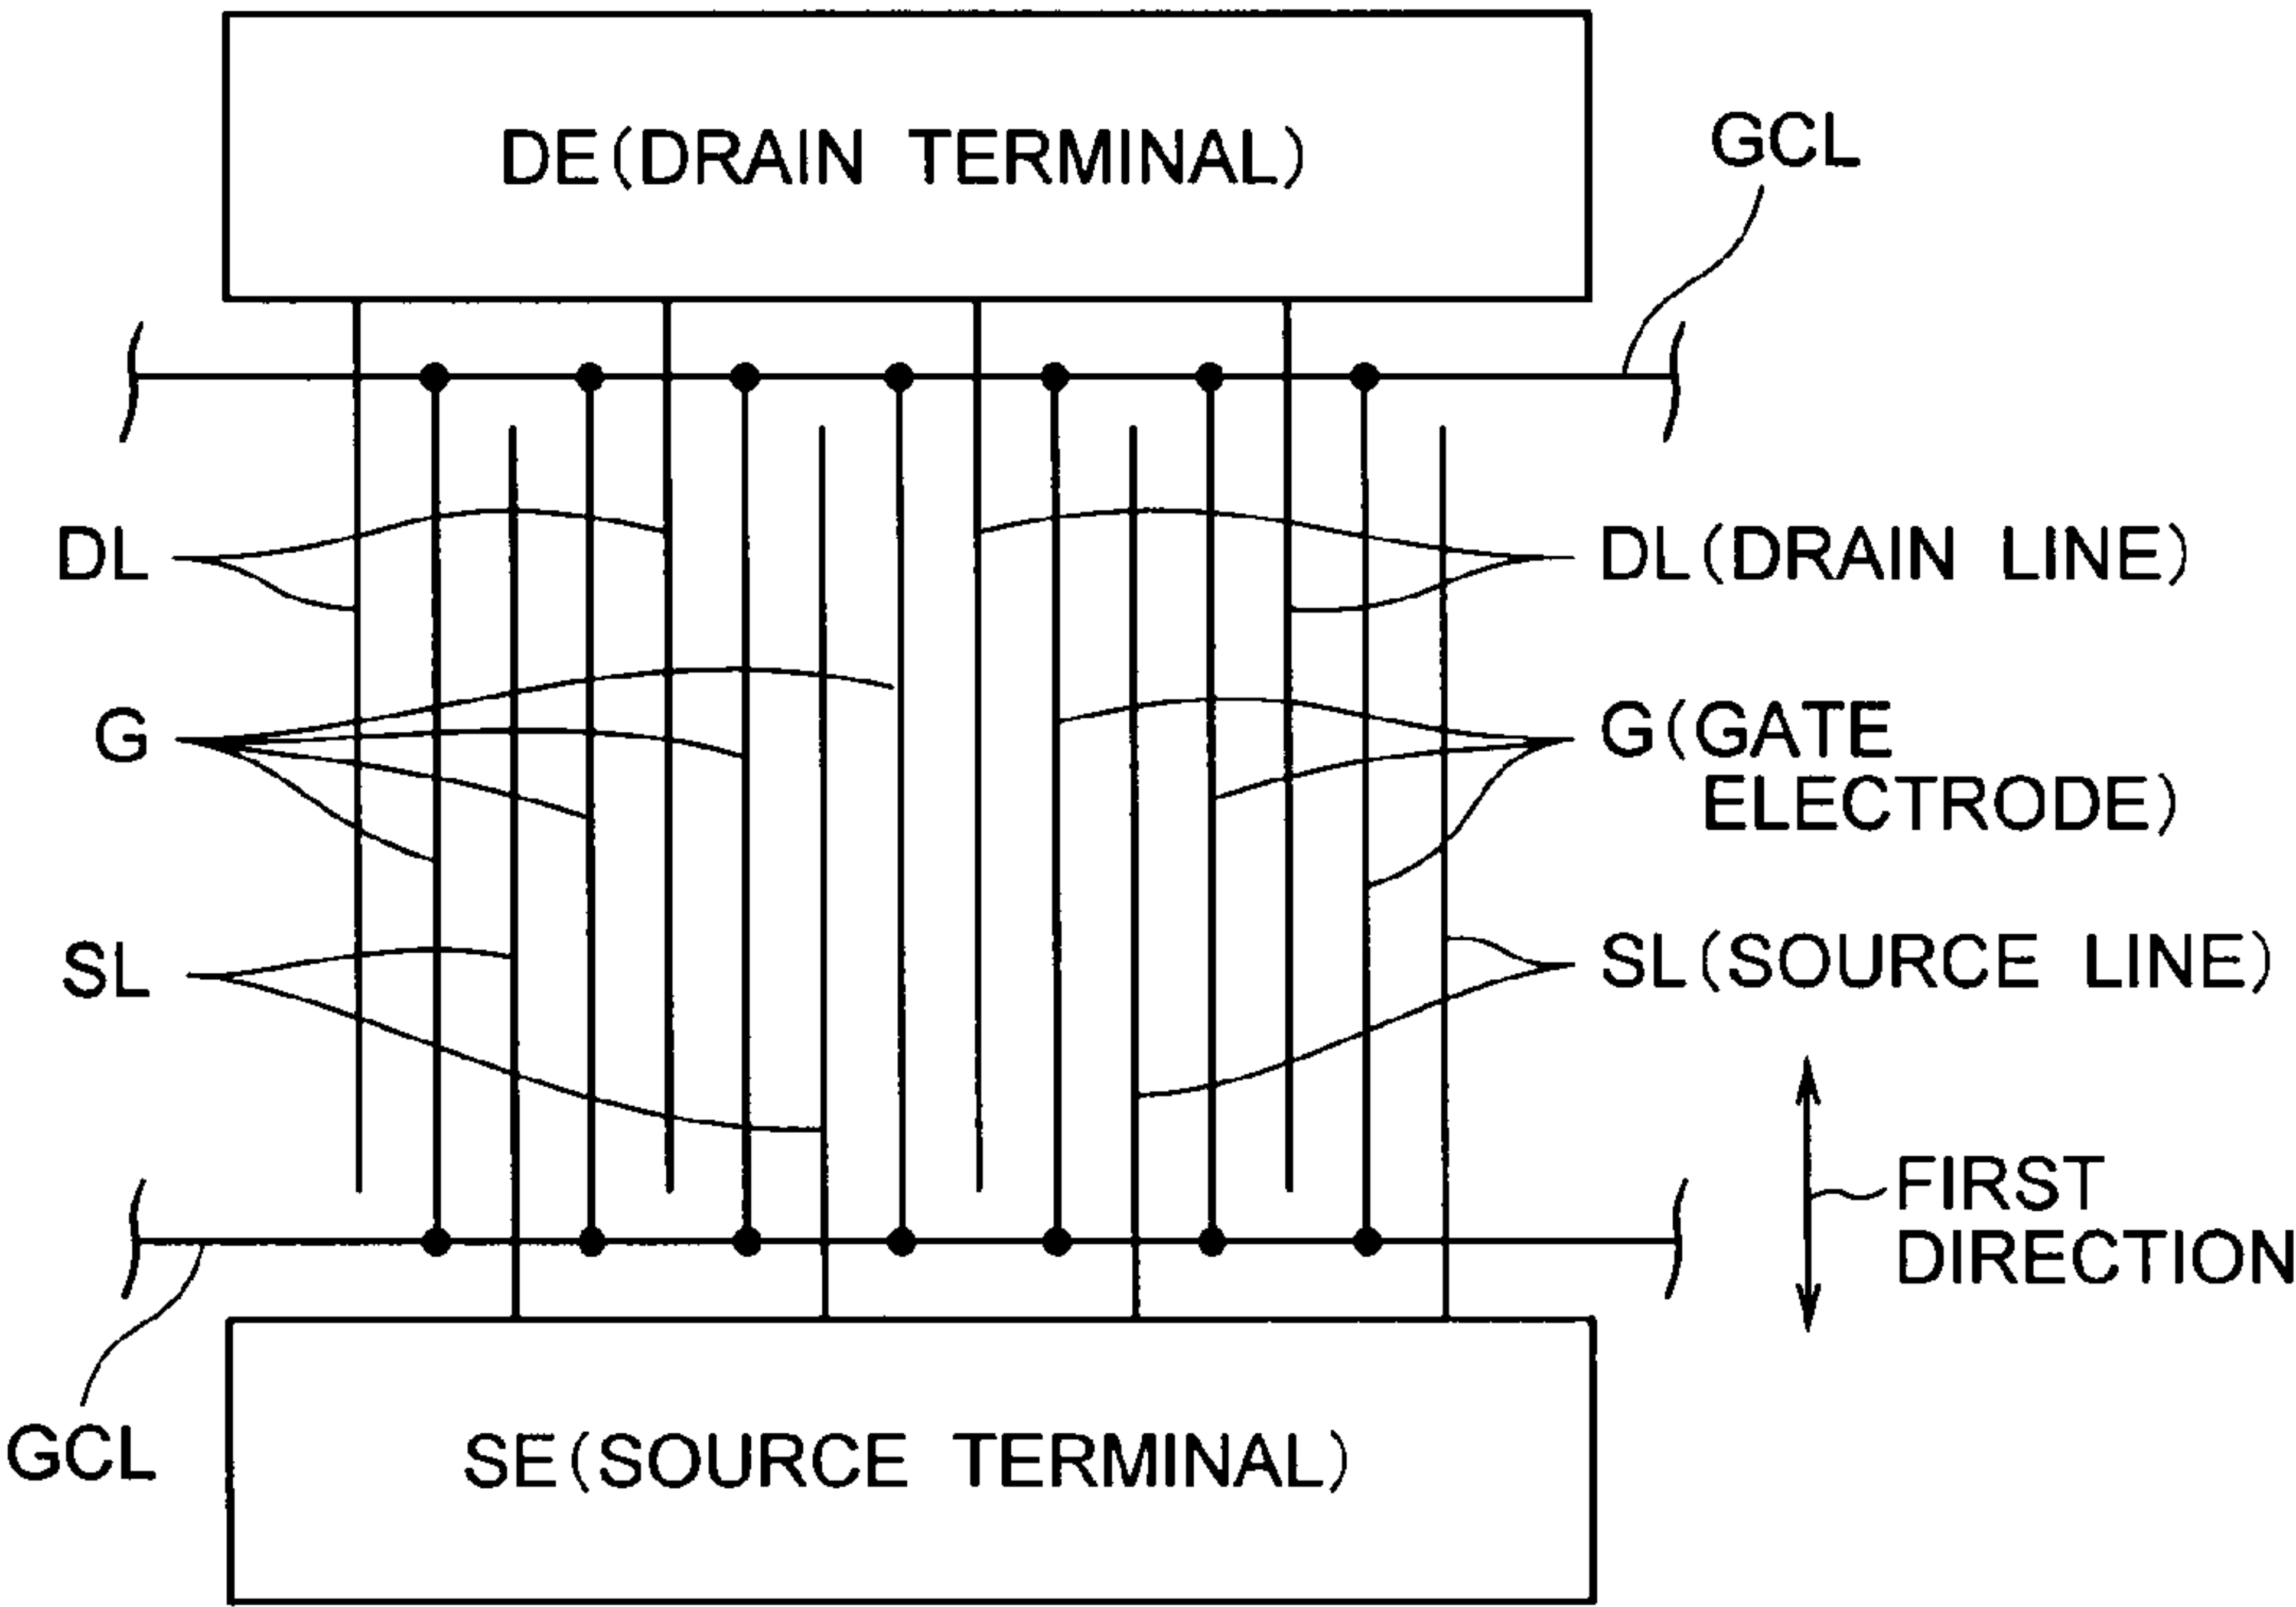 DE(DRAIN TERMINAL)
GCL
DL
DL(DRAIN LINE)
G
G(GATE
ELECTRODE)
SL
SL(SOURCE LINE)
FIRST
DIRECTION
GCL
SE(SOURCE TERMINAL)